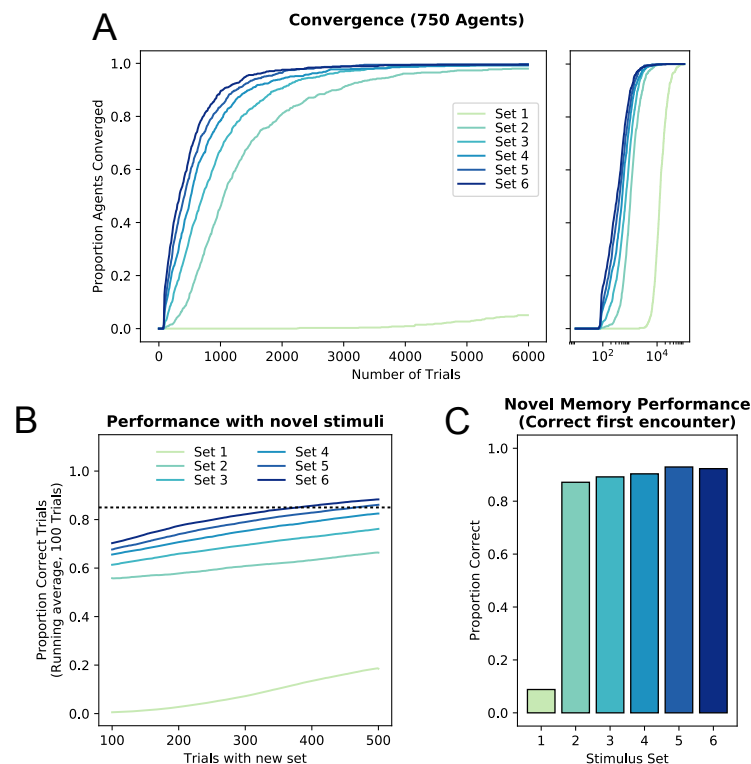 A
Convergence (750 Agents)
1.0
0.8
0.6
0.4
0.2
0.0
Proportion Agents Converged
Set 1
Set 2
Set 3
Set 4
Set 5
Set 6
0
1000
2000
3000
4000
5000
6000
Number of Trials
10²
10⁴
B
Performance with novel stimuli
Set 1
Set 2
Set 3
Set 4
Set 5
Set 6
1.0
0.8
0.6
0.4
0.2
0.0
Proportion Correct Trials
(Running average, 100 Trials)
100
200
300
400
500
Trials with new set
C
Novel Memory Performance
(Correct first encounter)
1.0
0.8
0.6
0.4
0.2
0.0
Proportion Correct
1
2
3
4
5
6
Stimulus Set